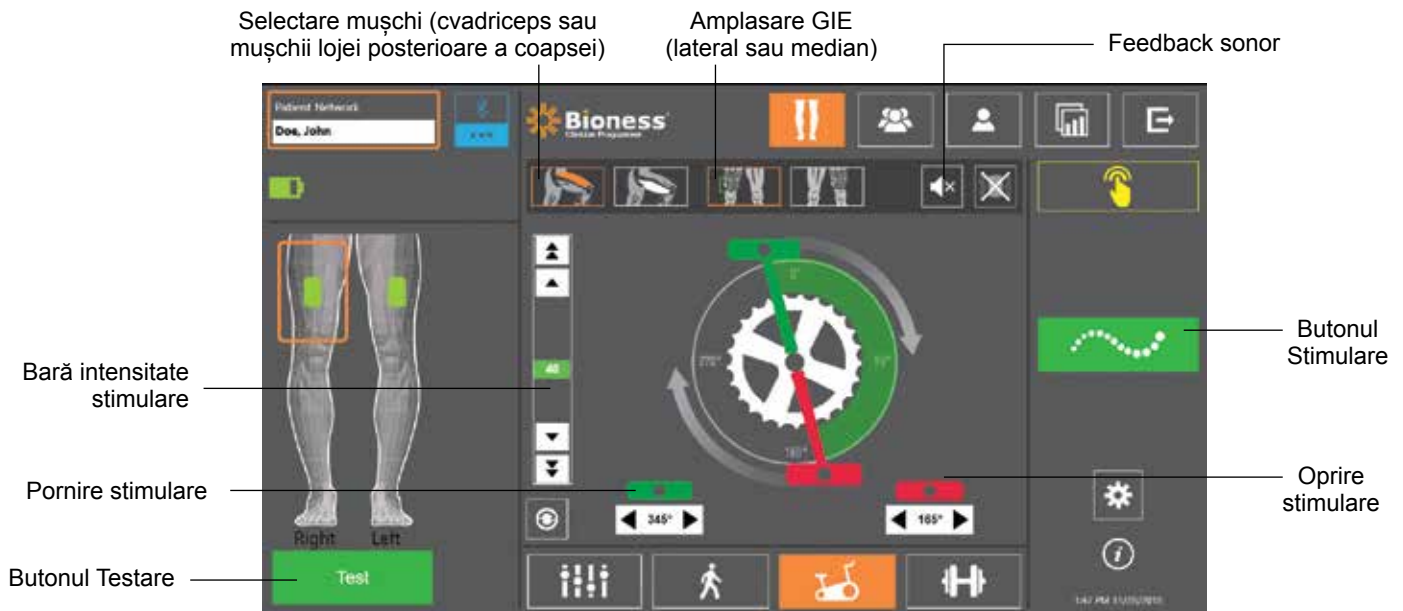 Selectare mușchi (cvadriceps sau
mușchii lojei posterioare a coapsei)
Amplasare GIE
(lateral sau median)
Feedback sonor
Patient Network
Doe, John
Bioness
Clinician Programmer
0°
90°
180°
270°
40
Bară intensitate
stimulare
Butonul
Stimulare
Pornire stimulare
Oprire
stimulare
345°
165°
Right
Left
Butonul Testare
Test